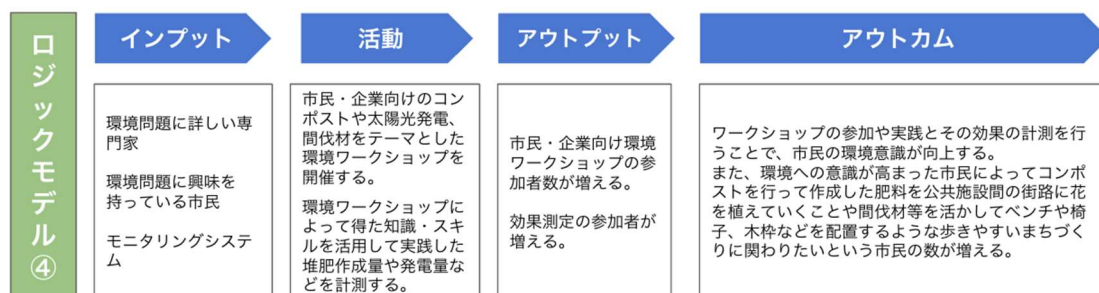 ロジックモデル④
インプット
活動
アウトプット
アウトカム
環境問題に詳しい専
門家
環境問題に興味を
持っている市民
モニタリングシステ
ム
市民・企業向けのコン
ポストや太陽光発電、
間伐材をテーマとした
環境ワークショップを
開催する。
環境ワークショップに
よって得た知識・スキ
ルを活用して実践した
堆肥作成量や発電量な
どを計測する。
市民・企業向け環境
ワークショップの参
加者数が増える。
効果測定の参加者が
増える。
ワークショップの参加や実践とその効果の計測を行
うことで、市民の環境意識が向上する。
また、環境への意識が高まった市民によってコンポ
ストを行って作成した肥料を公共施設間の街路に花
を植えていくことや間伐材等を活かしてベンチや椅
子、木枠などを配置するような歩きやすいまちづく
りに関わりたいという市民の数が増える。